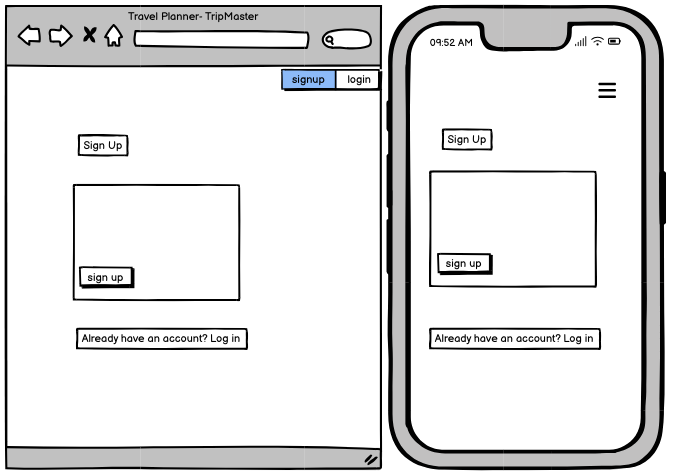 Travel Planner- TripMaster
signup login
Sign Up
sign up
Already have an account? Log in
09:52 AM
Sign Up
sign up
Already have an account? Log in